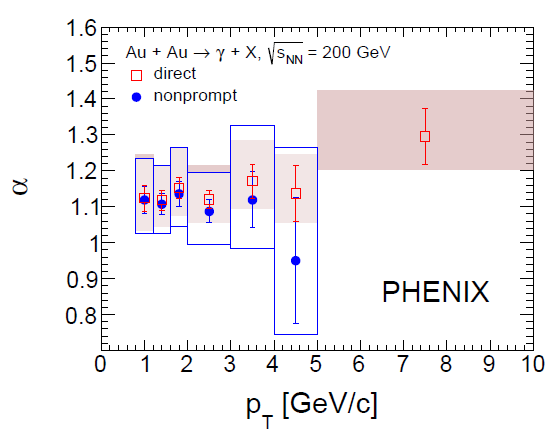 1.6
1.5
1.4
1.3
1.2
1.1
1
0.9
0.8
α
Au + Au → γ + X, √sNN = 200 GeV
direct
nonprompt
PHENIX
0 1 2 3 4 5 6 7 8 9 10
pT [GeV/c]